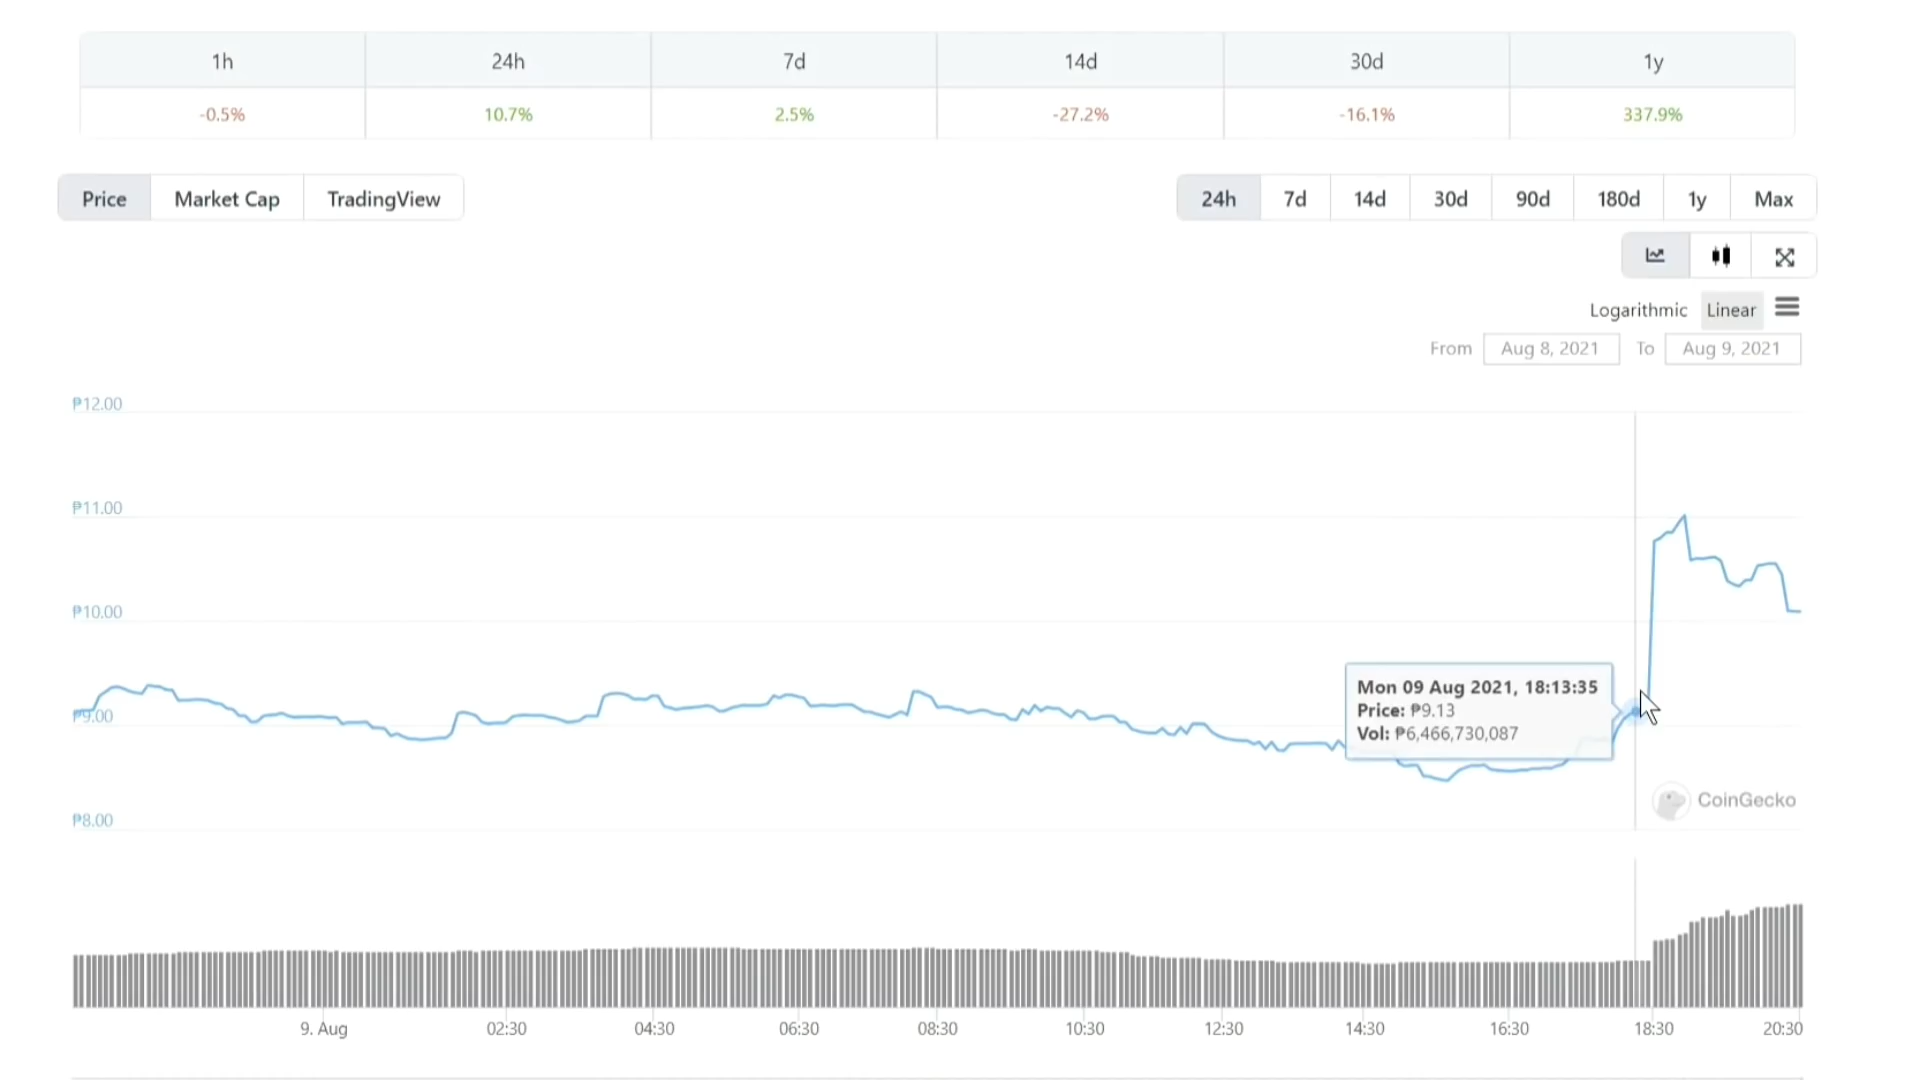 1h 24h 7d 14d 30d 1y
-0.5% 10.7% 2.5% -27.2% -16.1% 337.9%
Price Market Cap TradingView 24h 7d 14d 30d 90d 180d 1y Max
Logarithmic Linear
From Aug 8, 2021 To Aug 9, 2021
₱12.00
₱11.00
₱10.00
₱9.00
Mon 09 Aug 2021, 18:13:35
Price: ₱9.13
Vol: ₱6,466,730,087
CoinGecko
₱8.00
9. Aug 02:30 04:30 06:30 08:30 10:30 12:30 14:30 16:30 18:30 20:30